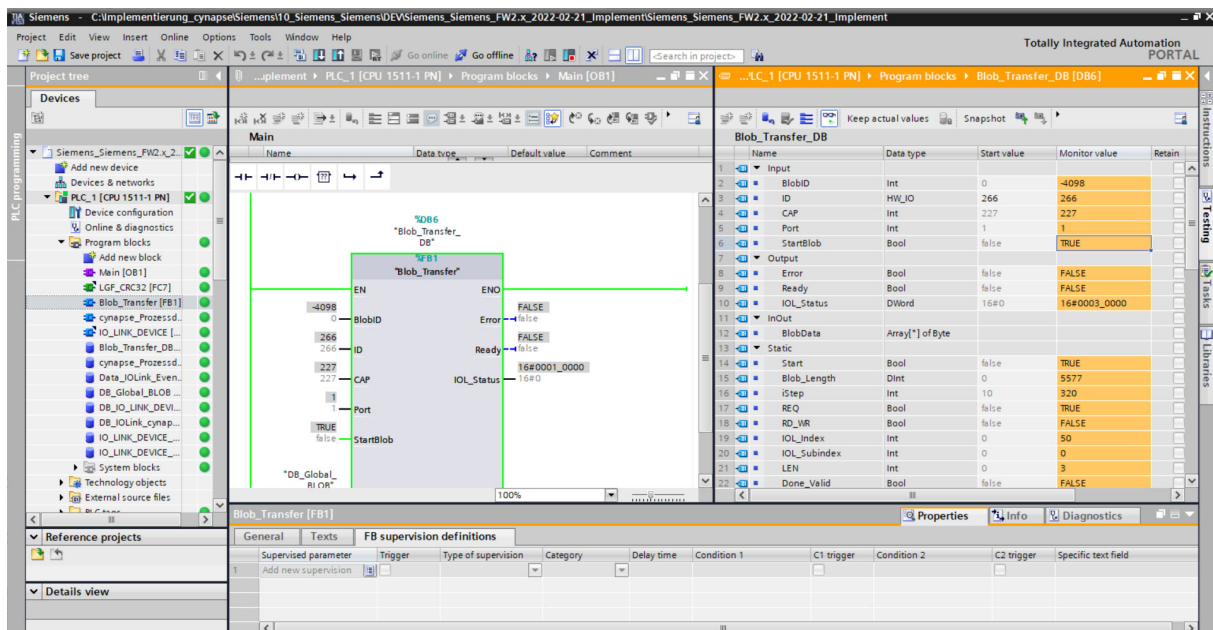 Siemens - C:\Implementierung_cynapse\Siemens\10_Siemens_Siemens\DEV\Siemens_Siemens_FW2.x_2022-02-21_Implement\Siemens_Siemens_FW2.x_2022-02-21_Implement
Project Edit View Insert Online Options Tools Window Help
Totally Integrated Automation
PORTAL
Save project Go online Go offline <Search in project>
Project tree
...plement ▸ PLC_1 [CPU 1511-1 PN] ▸ Program blocks ▸ Main [OB1]
...LC_1 [CPU 1511-1 PN] ▸ Program blocks ▸ Blob_Transfer_DB [DB6]
Devices
PLC programming
Siemens_Siemens_FW2.x_2...
Add new device
Devices & networks
PLC_1 [CPU 1511-1 PN]
Device configuration
Online & diagnostics
Program blocks
Add new block
Main [OB1]
LGF_CRC32 [FC7]
Blob_Transfer [FB1]
cynapse_Prozessd...
IO_LINK_DEVICE [...
Blob_Transfer_DB...
cynapse_Prozessd...
Data_IOLink_Even...
DB_Global_BLOB ...
DB_IO_LINK_DEVI...
DB_IOLink_cynap...
IO_LINK_DEVICE_...
IO_LINK_DEVICE_...
System blocks
Technology objects
External source files
PLC tags
Reference projects
Details view
Main
Name Data type Default value Comment
%DB6
"Blob_Transfer_
DB"
%FB1
"Blob_Transfer"
EN ENO
-4098 FALSE
0 BlobID Error false
266 FALSE
266 ID Ready false
227 16#0001_0000
227 CAP IOL_Status 16#0
1
1 Port
TRUE
false StartBlob
"DB_Global_
BLOB"
100%
Keep actual values Snapshot
Blob_Transfer_DB
Name Data type Start value Monitor value Retain
1 Input
2 BlobID Int 0 -4098
3 ID HW_IO 266 266
4 CAP Int 227 227
5 Port Int 1 1
6 StartBlob Bool false TRUE
7 Output
8 Error Bool false FALSE
9 Ready Bool false FALSE
10 IOL_Status DWord 16#0 16#0003_0000
11 InOut
12 BlobData Array[*] of Byte
13 Static
14 Start Bool false TRUE
15 Blob_Length DInt 0 5577
16 iStep Int 10 320
17 REQ Bool false TRUE
18 RD_WR Bool false FALSE
19 IOL_Index Int 0 50
20 IOL_Subindex Int 0 0
21 LEN Int 0 3
22 Done_Valid Bool false FALSE
Instructions
Testing
Tasks
Libraries
Blob_Transfer [FB1]
Properties Info Diagnostics
General Texts FB supervision definitions
Supervised parameter Trigger Type of supervision Category Delay time Condition 1 C1 trigger Condition 2 C2 trigger Specific text field
1 Add new supervision